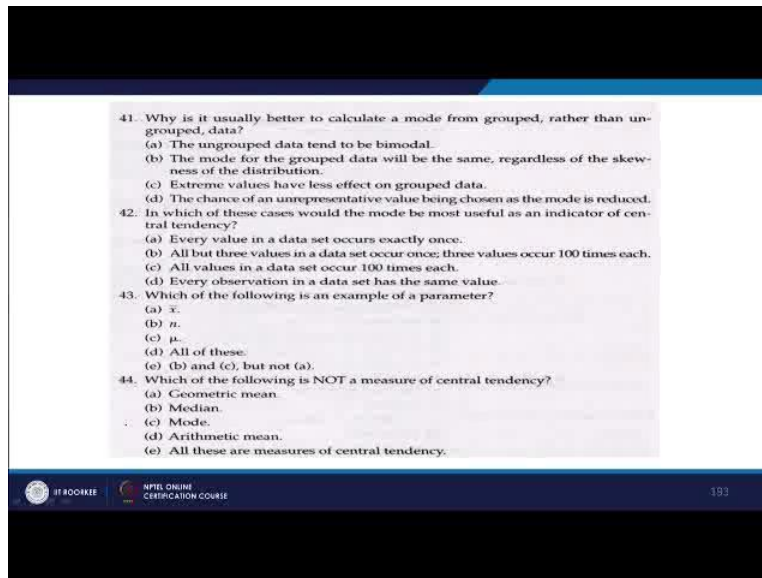 41. Why is it usually better to calculate a mode from grouped, rather than un-
grouped, data?
(a) The ungrouped data tend to be bimodal.
(b) The mode for the grouped data will be the same, regardless of the skew-
ness of the distribution.
(c) Extreme values have less effect on grouped data.
(d) The chance of an unrepresentative value being chosen as the mode is reduced.
42. In which of these cases would the mode be most useful as an indicator of cen-
tral tendency?
(a) Every value in a data set occurs exactly once.
(b) All but three values in a data set occur once; three values occur 100 times each.
(c) All values in a data set occur 100 times each.
(d) Every observation in a data set has the same value.
43. Which of the following is an example of a parameter?
(a) x̄.
(b) n.
(c) μ.
(d) All of these.
(e) (b) and (c), but not (a).
44. Which of the following is NOT a measure of central tendency?
(a) Geometric mean.
(b) Median.
(c) Mode.
(d) Arithmetic mean.
(e) All these are measures of central tendency.
IIT ROORKEE
NPTEL ONLINE
CERTIFICATION COURSE
193